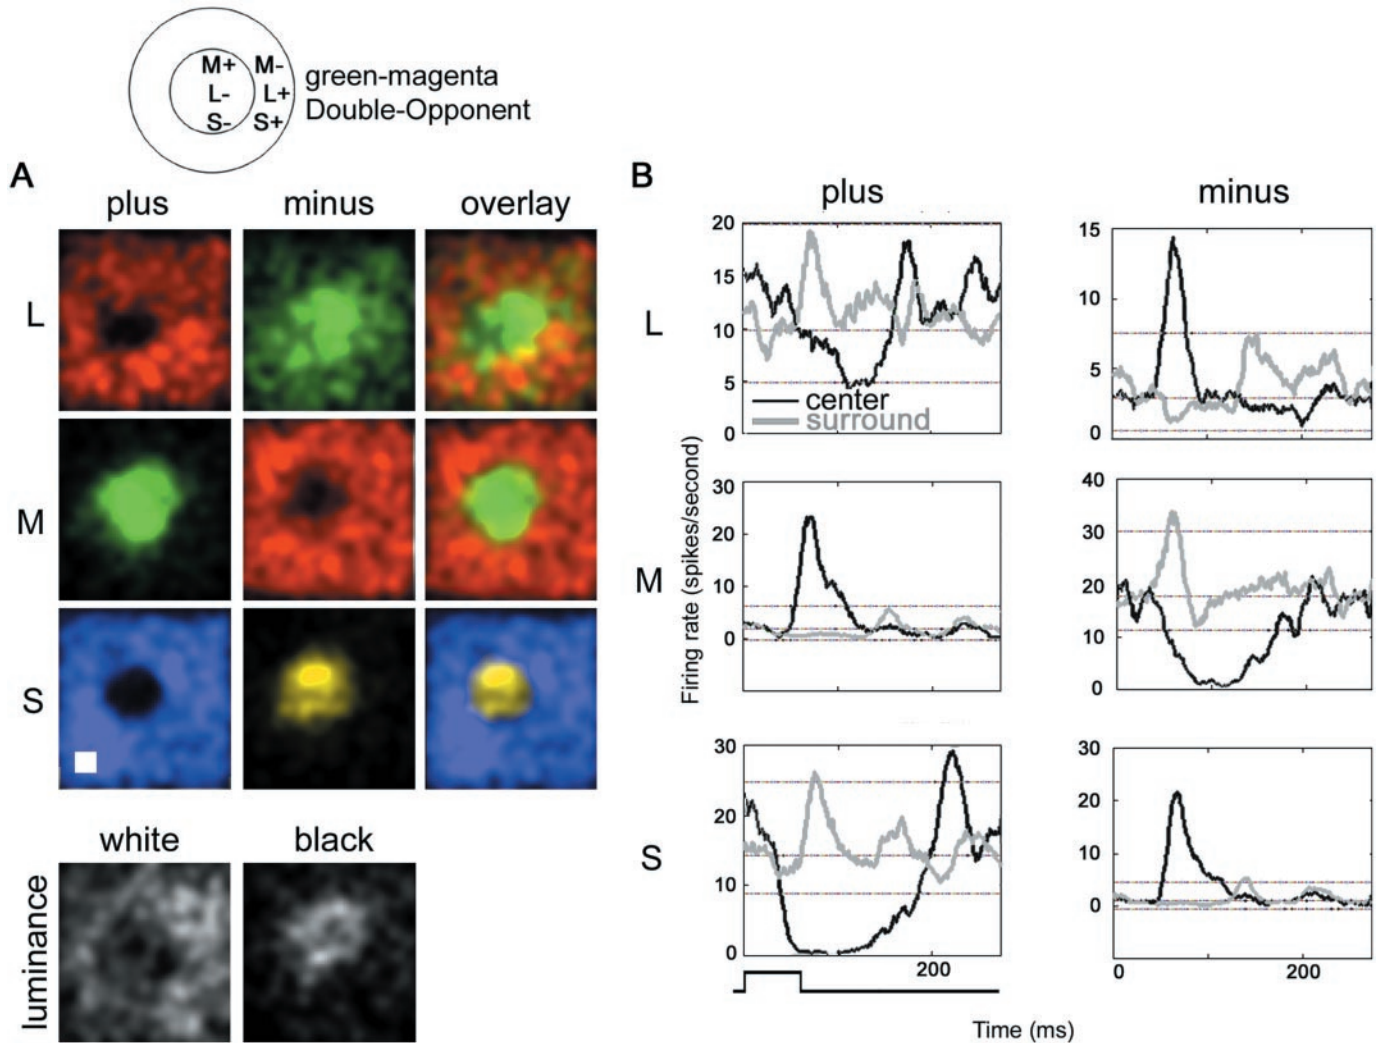 M+ M-
L- L+
S- S+
green-magenta
Double-Opponent
A
plus minus overlay
L
M
S
white black
luminance
B
plus minus
L
20
15
10
5
0
center
surround
15
10
5
0
M
30
20
10
0
40
30
20
10
0
S
30
20
10
0
200
30
20
10
0
0 200
Firing rate (spikes/second)
Time (ms)